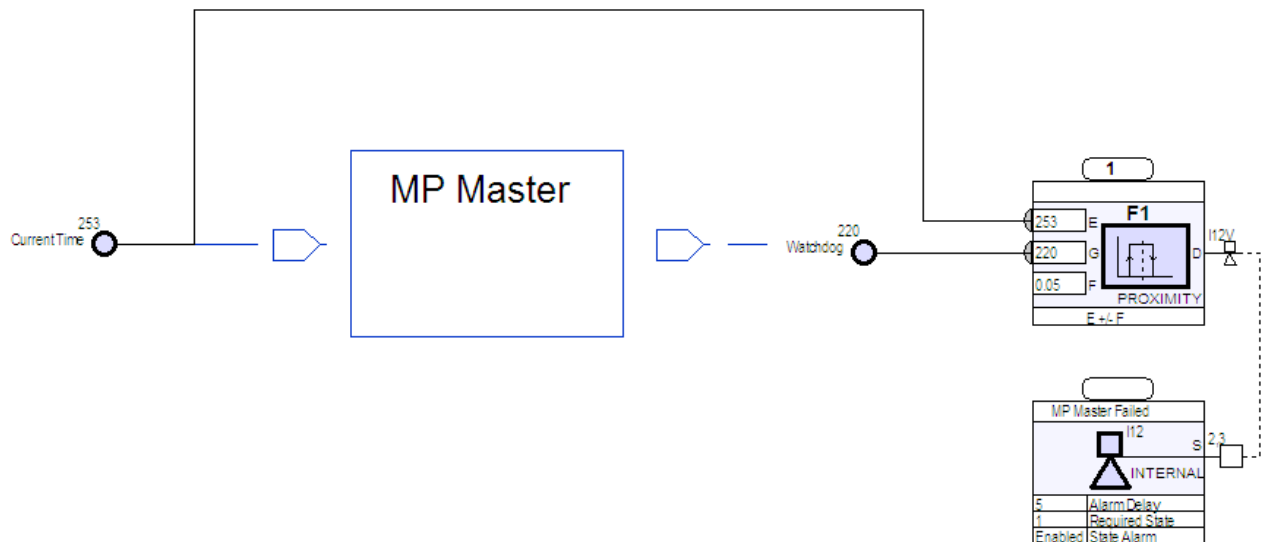 253
Current Time
MP Master
220
Watchdog
1
F1
253 E
220 G
0.05 F
D
I12V
PROXIMITY
E +/- F
MP Master Failed
I12
S 2,3
INTERNAL
5 Alarm Delay
1 Required State
Enabled State Alarm